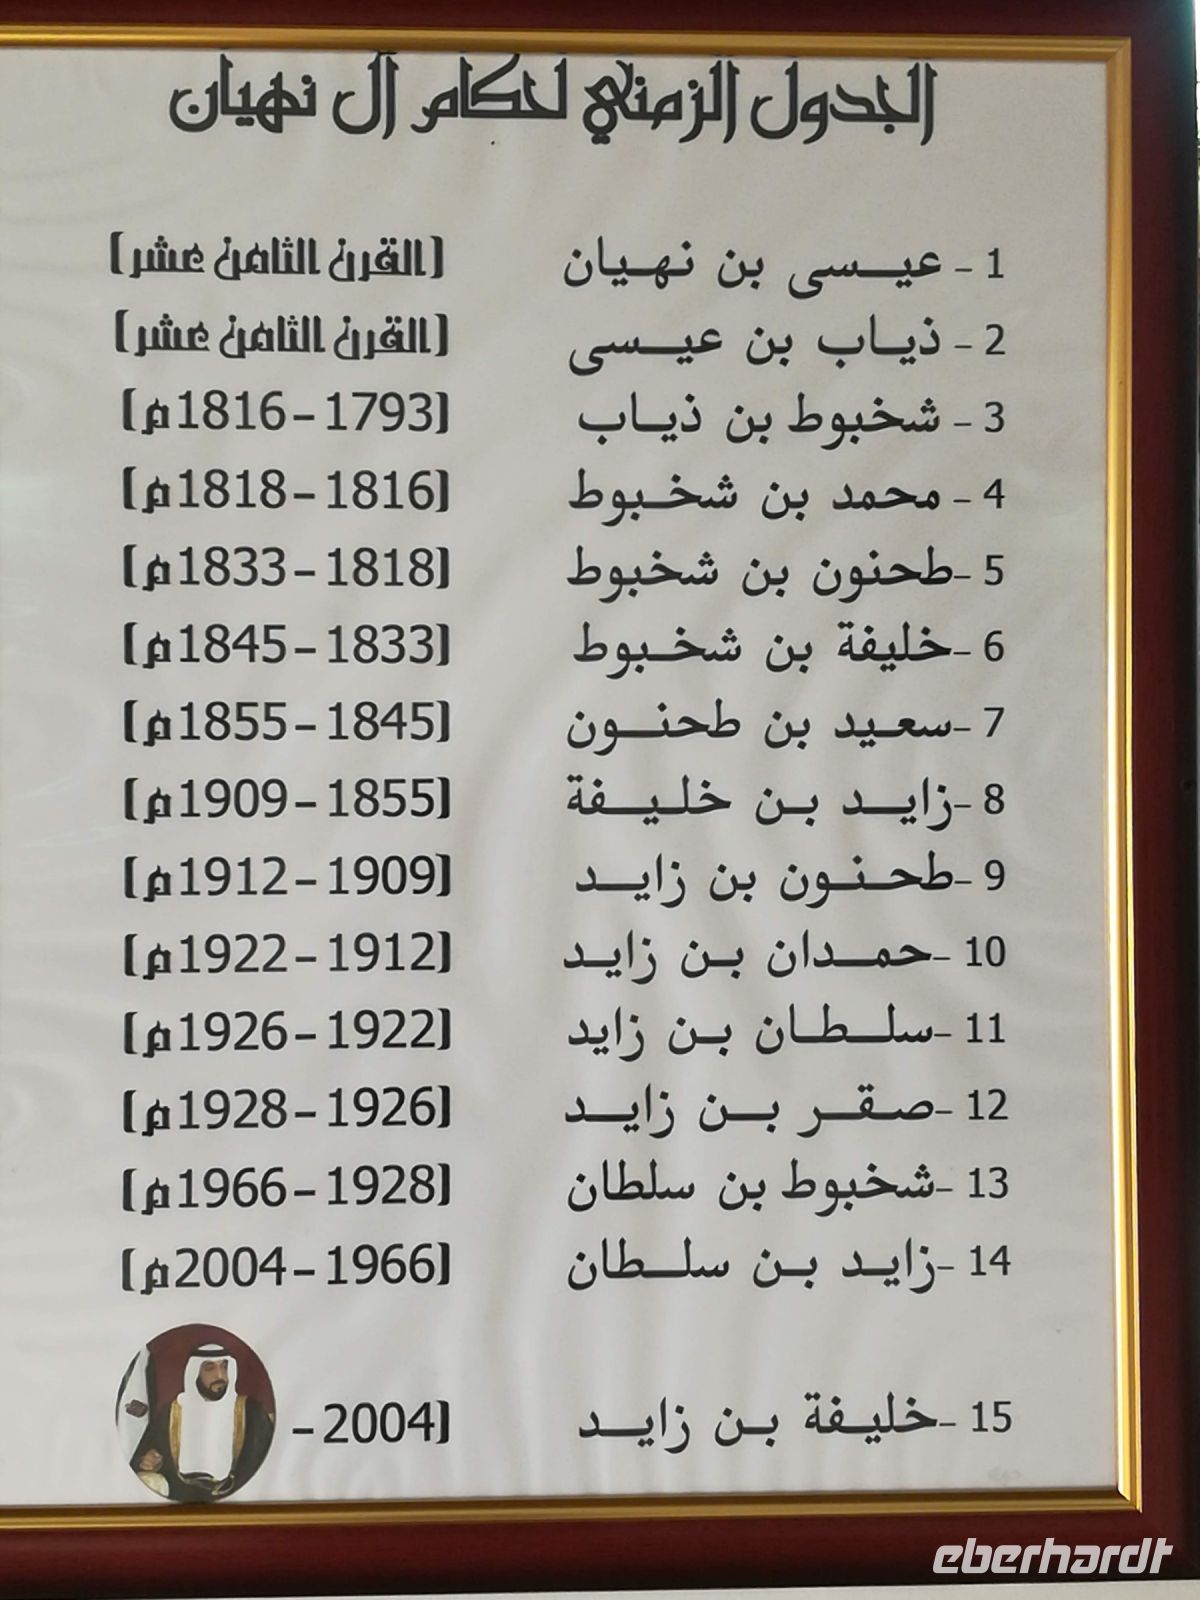 الجدول الزمني لحكام آل نهيان
1 - عيسى بن نهيان (القرن الثامن عشر)
2 - ذياب بن عيسى (القرن الثامن عشر)
3 - شخبوط بن ذياب (1793 - 1816م)
4 - محمد بن شخبوط (1816 - 1818م)
5 - طحنون بن شخبوط (1818 - 1833م)
6 - خليفة بن شخبوط (1833 - 1845م)
7 - سعيد بن طحنون (1845 - 1855م)
8 - زايد بن خليفة (1855 - 1909م)
9 - طحنون بن زايد (1909 - 1912م)
10 - حمدان بن زايد (1912 - 1922م)
11 - سلطان بن زايد (1922 - 1926م)
12 - صقر بن زايد (1926 - 1928م)
13 - شخبوط بن سلطان (1928 - 1966م)
14 - زايد بن سلطان (1966 - 2004م)
15 - خليفة بن زايد (2004 -
eberhardt